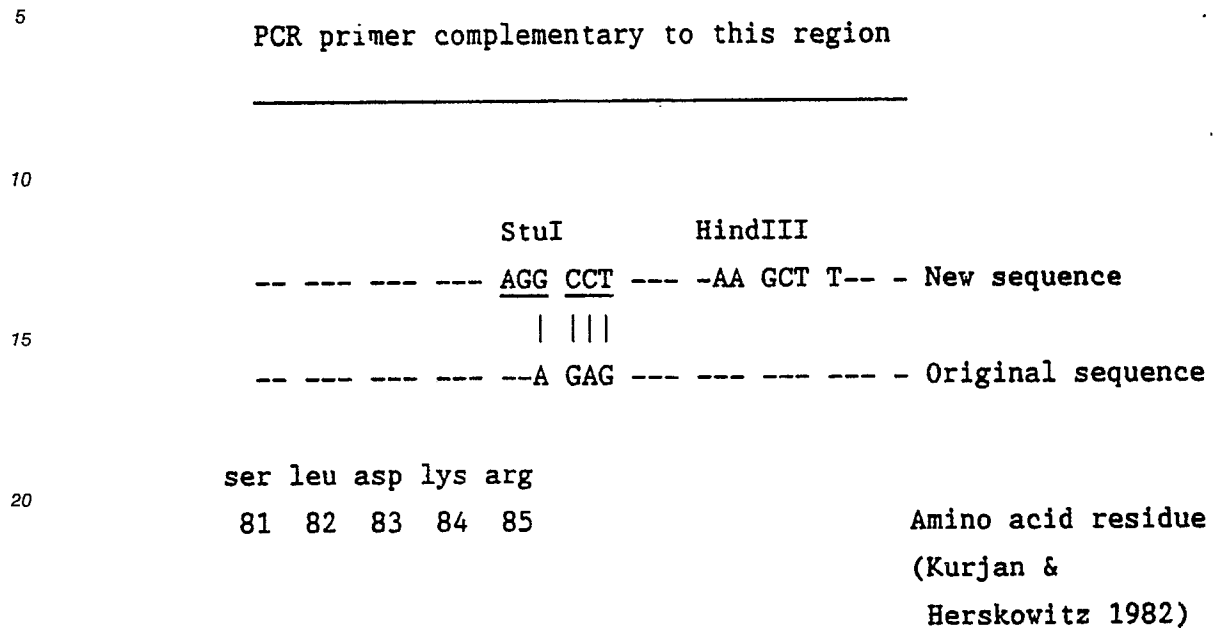 5
PCR primer complementary to this region
10
StuI HindIII
-- --- --- --- AGG CCT --- -AA GCT T-- - New sequence
| |||
15
-- --- --- --- --A GAG --- --- --- --- - Original sequence
ser leu asp lys arg
20
81 82 83 84 85 Amino acid residue
(Kurjan &
Herskowitz 1982)